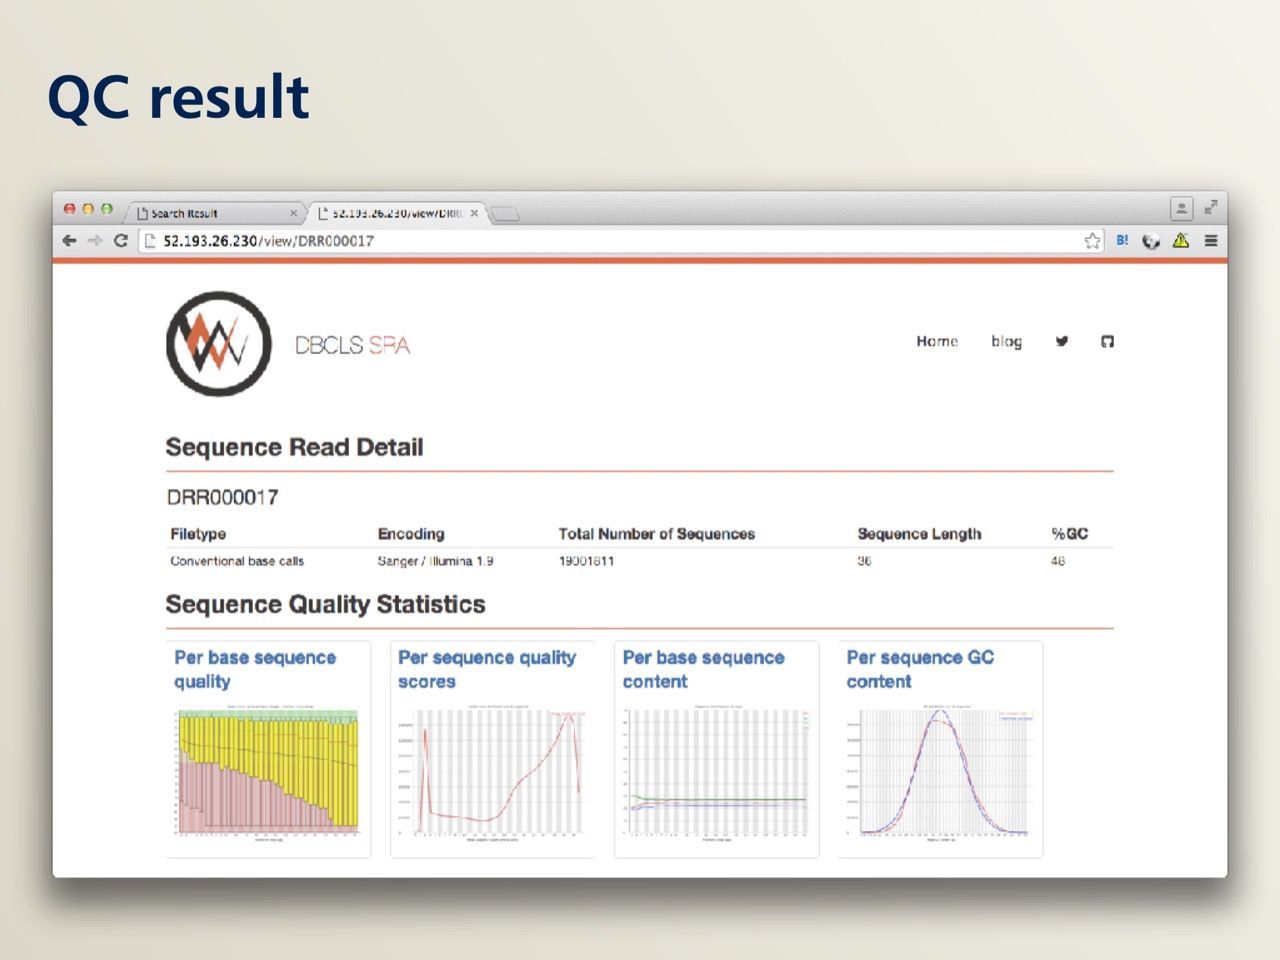 QC result
Search Result
52.193.26.230/view/DRR
52.193.26.230/view/DRR000017
B!
DBCLS SRA
Home blog
Sequence Read Detail
DRR000017
Filetype Encoding Total Number of Sequences Sequence Length %GC
Conventional base calls Sanger / Illumina 1.9 19001811 36 48
Sequence Quality Statistics
Per base sequence quality
Per sequence quality scores
Per base sequence content
Per sequence GC content